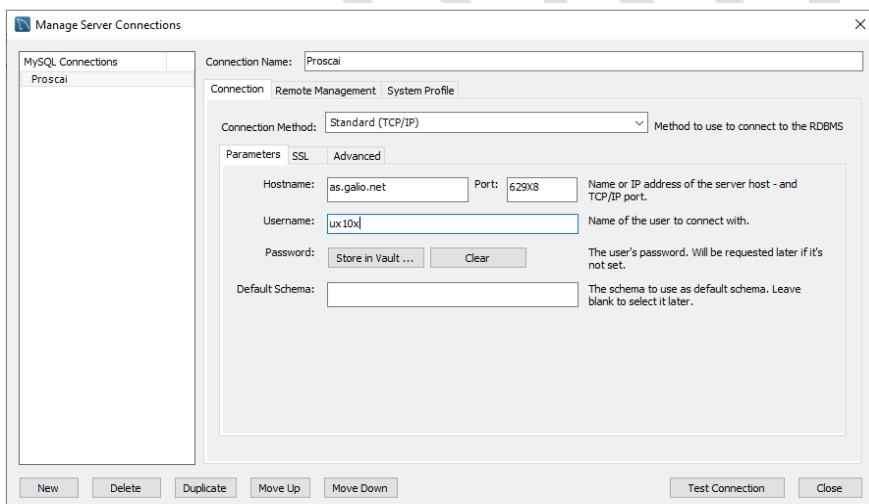 Manage Server Connections
MySQL Connections
Proscai
Connection Name: Proscai
Connection Remote Management System Profile
Connection Method: Standard (TCP/IP) Method to use to connect to the RDBMS
Parameters SSL Advanced
Hostname: as.galio.net Port: 629X8 Name or IP address of the server host - and
TCP/IP port.
Username: ux10x Name of the user to connect with.
Password: Store in Vault ... Clear The user's password. Will be requested later if it's
not set.
Default Schema: The schema to use as default schema. Leave
blank to select it later.
New Delete Duplicate Move Up Move Down Test Connection Close